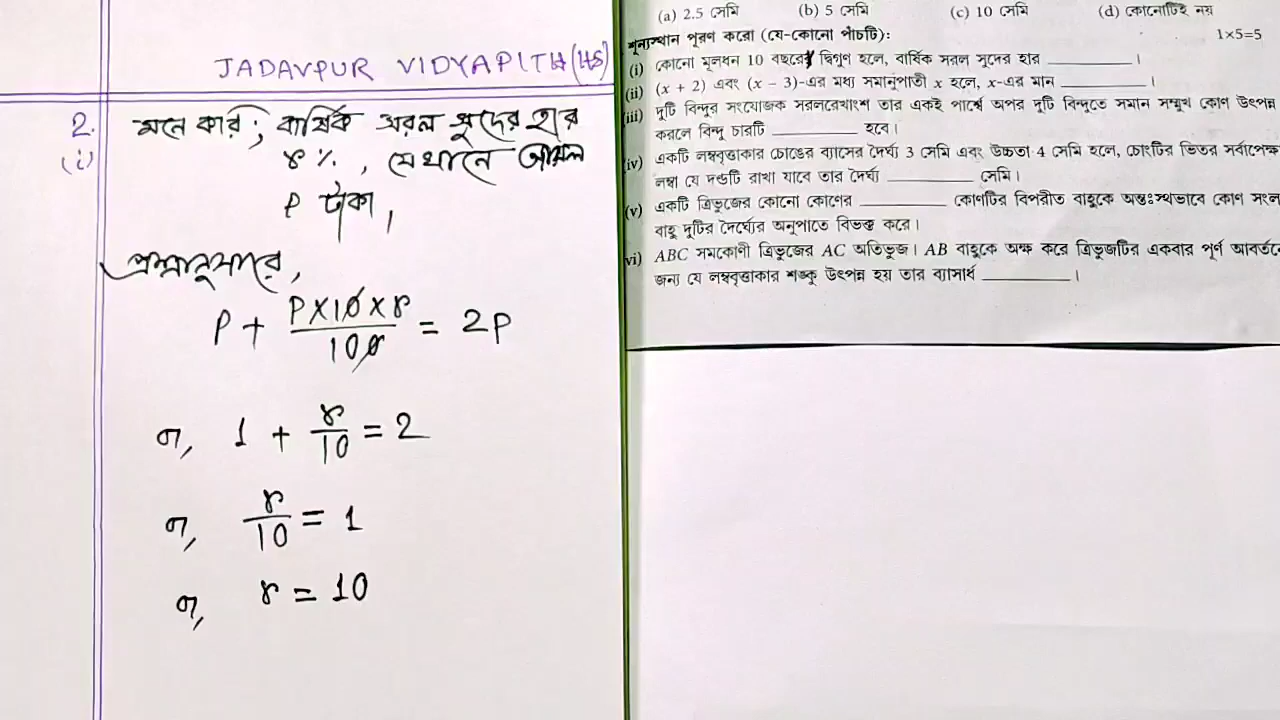 JADAVPUR VIDYAPITH (HS)
2. মনে করি; বার্ষিক সরল সুদের হার
(i) r %. , যেখানে আসল
P টাকা,
প্রশ্নানুসারে,
P + P×10×r/100 = 2P
বা, 1 + r/10 = 2
বা, r/10 = 1
বা, r = 10
(a) 2.5 সেমি (b) 5 সেমি (c) 10 সেমি (d) কোনোটিই নয়
শূন্যস্থান পূরণ করো (যে-কোনো পাঁচটি): 1×5=5
(i) কোনো মূলধন 10 বছরে দ্বিগুণ হলে, বার্ষিক সরল সুদের হার ________।
(ii) (x + 2) এবং (x – 3)-এর মধ্য সমানুপাতী x হলে, x-এর মান ________।
iii) দুটি বিন্দুর সংযোজক সরলরেখাংশ তার একই পার্শ্বে অপর দুটি বিন্দুতে সমান সম্মুখ কোণ উৎপন্ন
করলে বিন্দু চারটি ________ হবে।
iv) একটি লম্ববৃত্তাকার চোঙের ব্যাসের দৈর্ঘ্য 3 সেমি এবং উচ্চতা 4 সেমি হলে, চোংটির ভিতর সর্বাপেক্ষ
লম্বা যে দন্ডটি রাখা যাবে তার দৈর্ঘ্য ________ সেমি।
(v) একটি ত্রিভুজের কোনো কোণের ________ কোণটির বিপরীত বাহুকে অন্তঃস্থভাবে কোণ সংল
বাহু দুটির দৈর্ঘ্যের অনুপাতে বিভক্ত করে।
vi) ABC সমকোণী ত্রিভুজের AC অতিভুজ। AB বাহুকে অক্ষ করে ত্রিভুজটির একবার পূর্ণ আবর্তনে
জন্য যে লম্ববৃত্তাকার শঙ্কু উৎপন্ন হয় তার ব্যাসার্ধ ________।